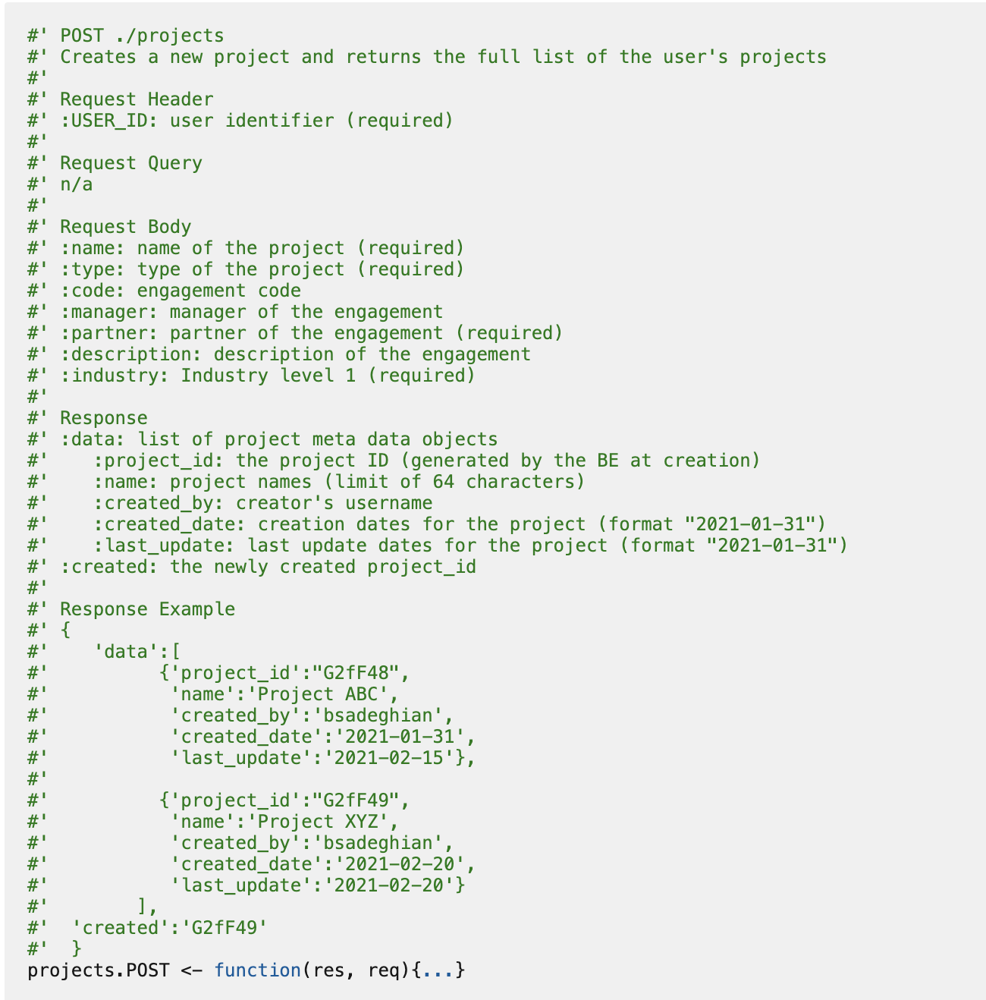 #' POST ./projects
#' Creates a new project and returns the full list of the user's projects
#'
#' Request Header
#' :USER_ID: user identifier (required)
#'
#' Request Query
#' n/a
#'
#' Request Body
#' :name: name of the project (required)
#' :type: type of the project (required)
#' :code: engagement code
#' :manager: manager of the engagement
#' :partner: partner of the engagement (required)
#' :description: description of the engagement
#' :industry: Industry level 1 (required)
#'
#' Response
#' :data: list of project meta data objects
#'    :project_id: the project ID (generated by the BE at creation)
#'    :name: project names (limit of 64 characters)
#'    :created_by: creator's username
#'    :created_date: creation dates for the project (format "2021-01-31")
#'    :last_update: last update dates for the project (format "2021-01-31")
#' :created: the newly created project_id
#'
#' Response Example
#' {
#'    'data':[
#'          {'project_id':"G2fF48",
#'           'name':'Project ABC',
#'           'created_by':'bsadeghian',
#'           'created_date':'2021-01-31',
#'           'last_update':'2021-02-15'},
#'
#'          {'project_id':"G2fF49",
#'           'name':'Project XYZ',
#'           'created_by':'bsadeghian',
#'           'created_date':'2021-02-20',
#'           'last_update':'2021-02-20'}
#'        ],
#'  'created':'G2fF49'
#'  }
projects.POST <- function(res, req){...}